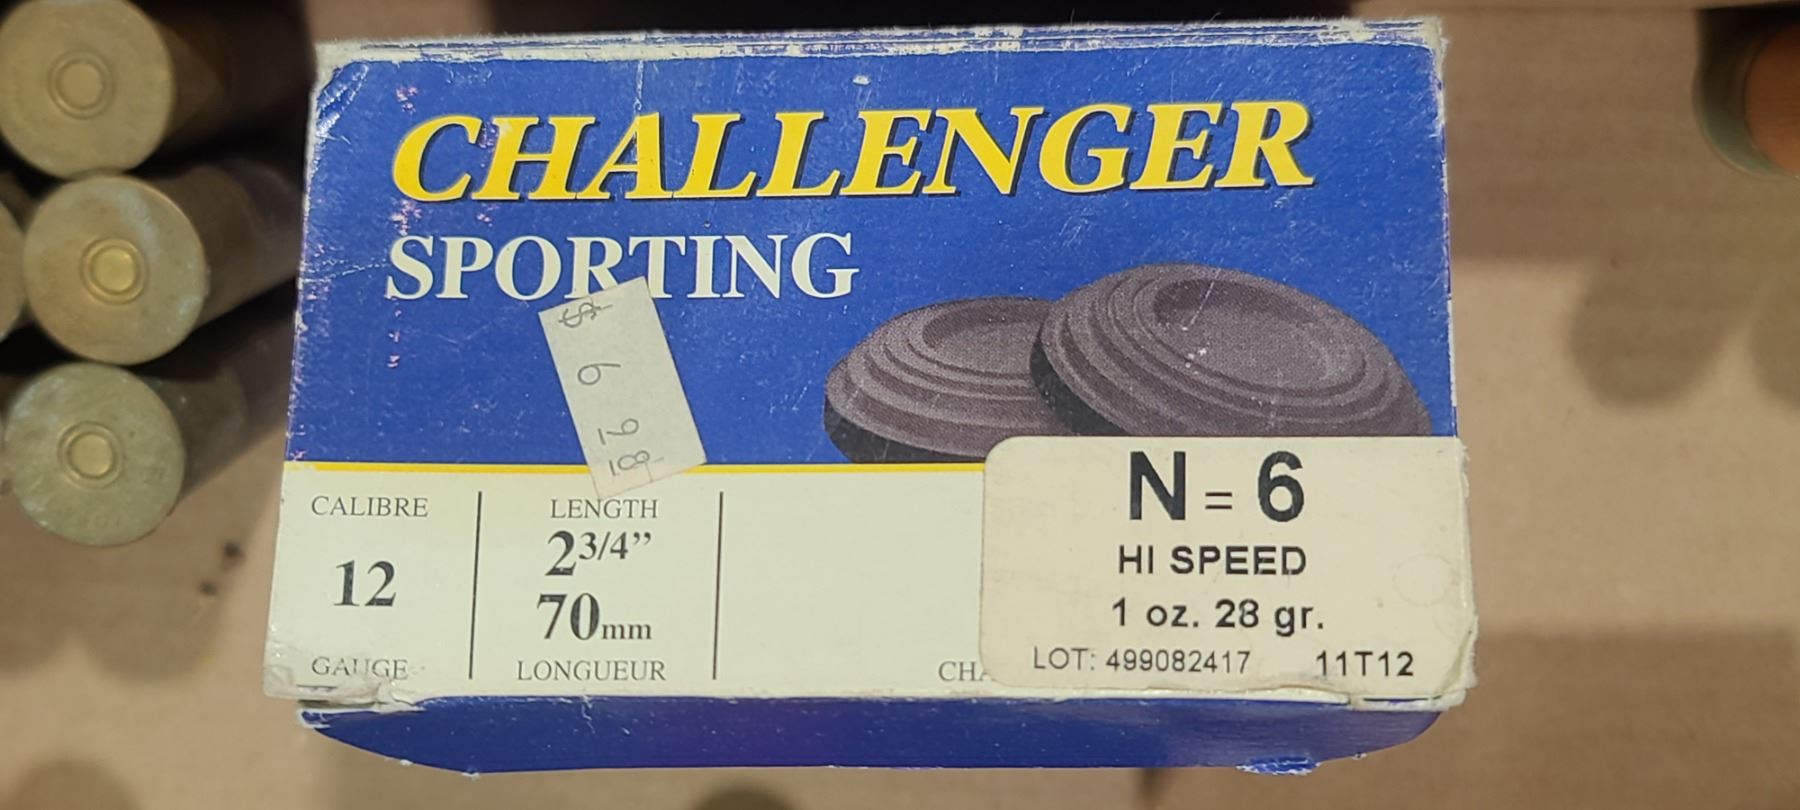 CHALLENGER
SPORTING
$ 6 98
CALIBRE
12
GAUGE
LENGTH
2 3/4”
70mm
LONGUEUR
N = 6
HI SPEED
1 oz. 28 gr.
LOT: 499082417 11T12